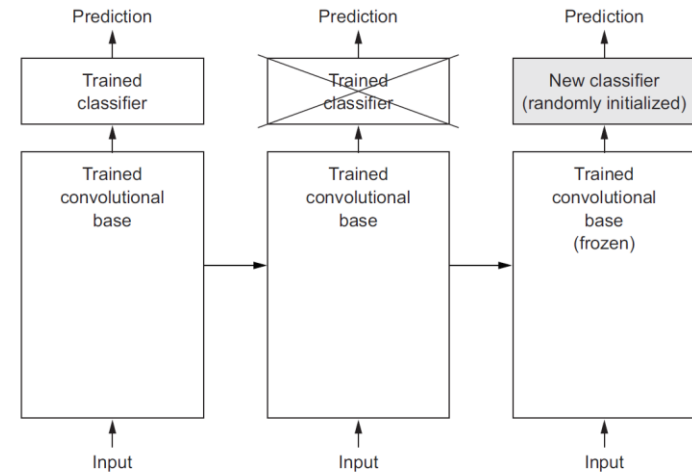 Prediction
Trained
classifier
Trained
convolutional
base
Input
Prediction
Trained
classifier
Trained
convolutional
base
Input
Prediction
New classifier
(randomly initialized)
Trained
convolutional
base
(frozen)
Input